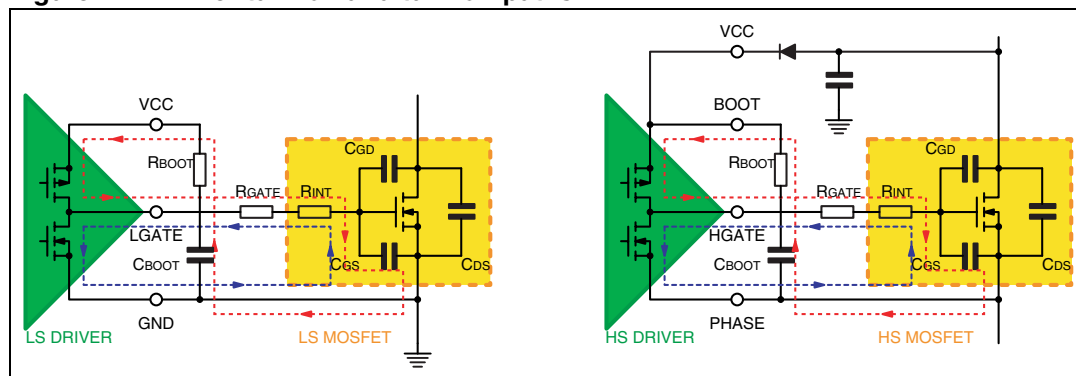 VCC
RBOOT
CGD
RGATE
RINT
LGATE
CBOOT
CGS
CDS
GND
LS DRIVER
LS MOSFET
VCC
BOOT
RBOOT
CGD
RGATE
RINT
HGATE
CBOOT
CGS
CDS
PHASE
HS DRIVER
HS MOSFET